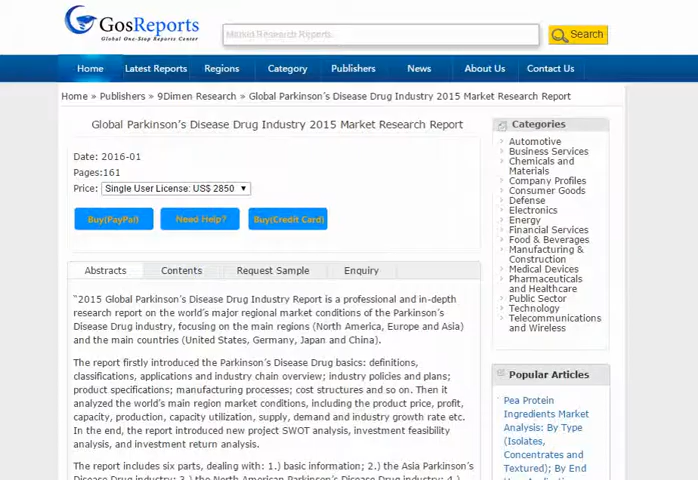 GosReports
Global One-Stop Reports Center
Market Research Reports
Search
Home Latest Reports Regions Category Publishers News About Us Contact Us
Home » Publishers » 9Dimen Research » Global Parkinson's Disease Drug Industry 2015 Market Research Report
Global Parkinson's Disease Drug Industry 2015 Market Research Report
Date: 2016-01
Pages:161
Price: Single User License: US$ 2850
Buy(PayPal) Need Help? Buy(Credit Card)
Abstracts Contents Request Sample Enquiry
"2015 Global Parkinson's Disease Drug Industry Report is a professional and in-depth
research report on the world's major regional market conditions of the Parkinson's
Disease Drug industry, focusing on the main regions (North America, Europe and Asia)
and the main countries (United States, Germany, Japan and China).
The report firstly introduced the Parkinson's Disease Drug basics: definitions,
classifications, applications and industry chain overview; industry policies and plans;
product specifications; manufacturing processes; cost structures and so on. Then it
analyzed the world's main region market conditions, including the product price, profit,
capacity, production, capacity utilization, supply, demand and industry growth rate etc.
In the end, the report introduced new project SWOT analysis, investment feasibility
analysis, and investment return analysis.
The report includes six parts, dealing with: 1.) basic information; 2.) the Asia Parkinson's
Disease Drug industry; 3.) the North American Parkinson's Disease Drug industry; 4.)
Categories
Automotive
Business Services
Chemicals and
Materials
Company Profiles
Consumer Goods
Defense
Electronics
Energy
Financial Services
Food & Beverages
Manufacturing &
Construction
Medical Devices
Pharmaceuticals
and Healthcare
Public Sector
Technology
Telecommunications
and Wireless
Popular Articles
Pea Protein
Ingredients Market
Analysis: By Type
(Isolates,
Concentrates and
Textured); By End